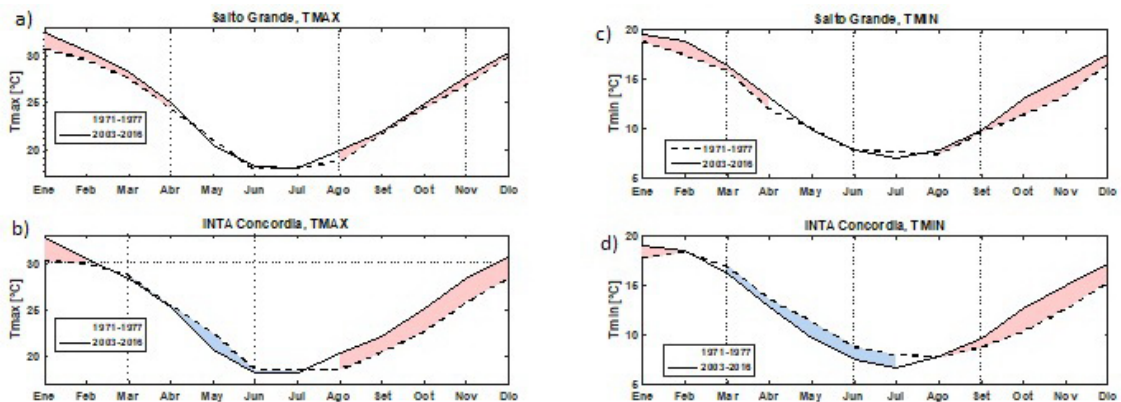 a)
Salto Grande, TMAX
Tmax [°C]
30
25
20
1971-1977
2003-2016
Ene Feb Mar Abr May Jun Jul Ago Set Oct Nov Dic
c)
Salto Grande, TMIN
Tmin [°C]
20
15
10
5
1971-1977
2003-2016
Ene Feb Mar Abr May Jun Jul Ago Set Oct Nov Dic
b)
INTA Concordia, TMAX
Tmax [°C]
30
25
20
1971-1977
2003-2016
Ene Feb Mar Abr May Jun Jul Ago Set Oct Nov Dic
d)
INTA Concordia, TMIN
Tmin [°C]
20
15
10
5
1971-1977
2003-2016
Ene Feb Mar Abr May Jun Jul Ago Set Oct Nov Dic